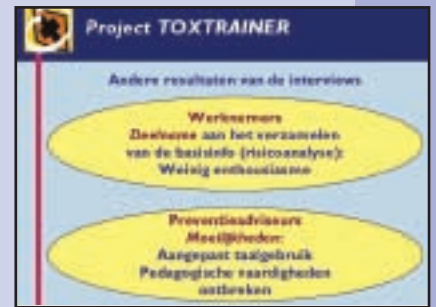 Project TOXTRAINER
Andere resultaten van de interviews
Werknemers
Deelname aan het verzamelen
van de basisinfo (risicoanalyse):
Weinig enthousiasme
Preventieadviseurs
Moeilijkheden:
Aangepast taalgebruik
Pedagogische vaardigheden
ontbreken